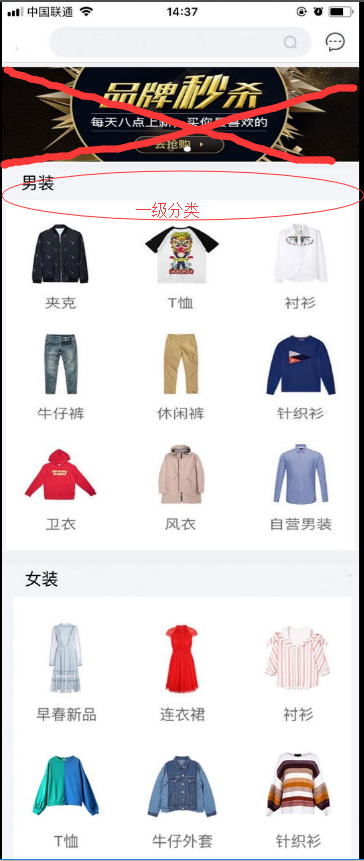 中国联通 14:37
品牌秒杀
每天八点上新 买你最喜欢的
去抢购
男装
一级分类
夹克 T恤 衬衫
牛仔裤 休闲裤 针织衫
卫衣 风衣 自营男装
女装
早春新品 连衣裙 衬衫
T恤 牛仔外套 针织衫